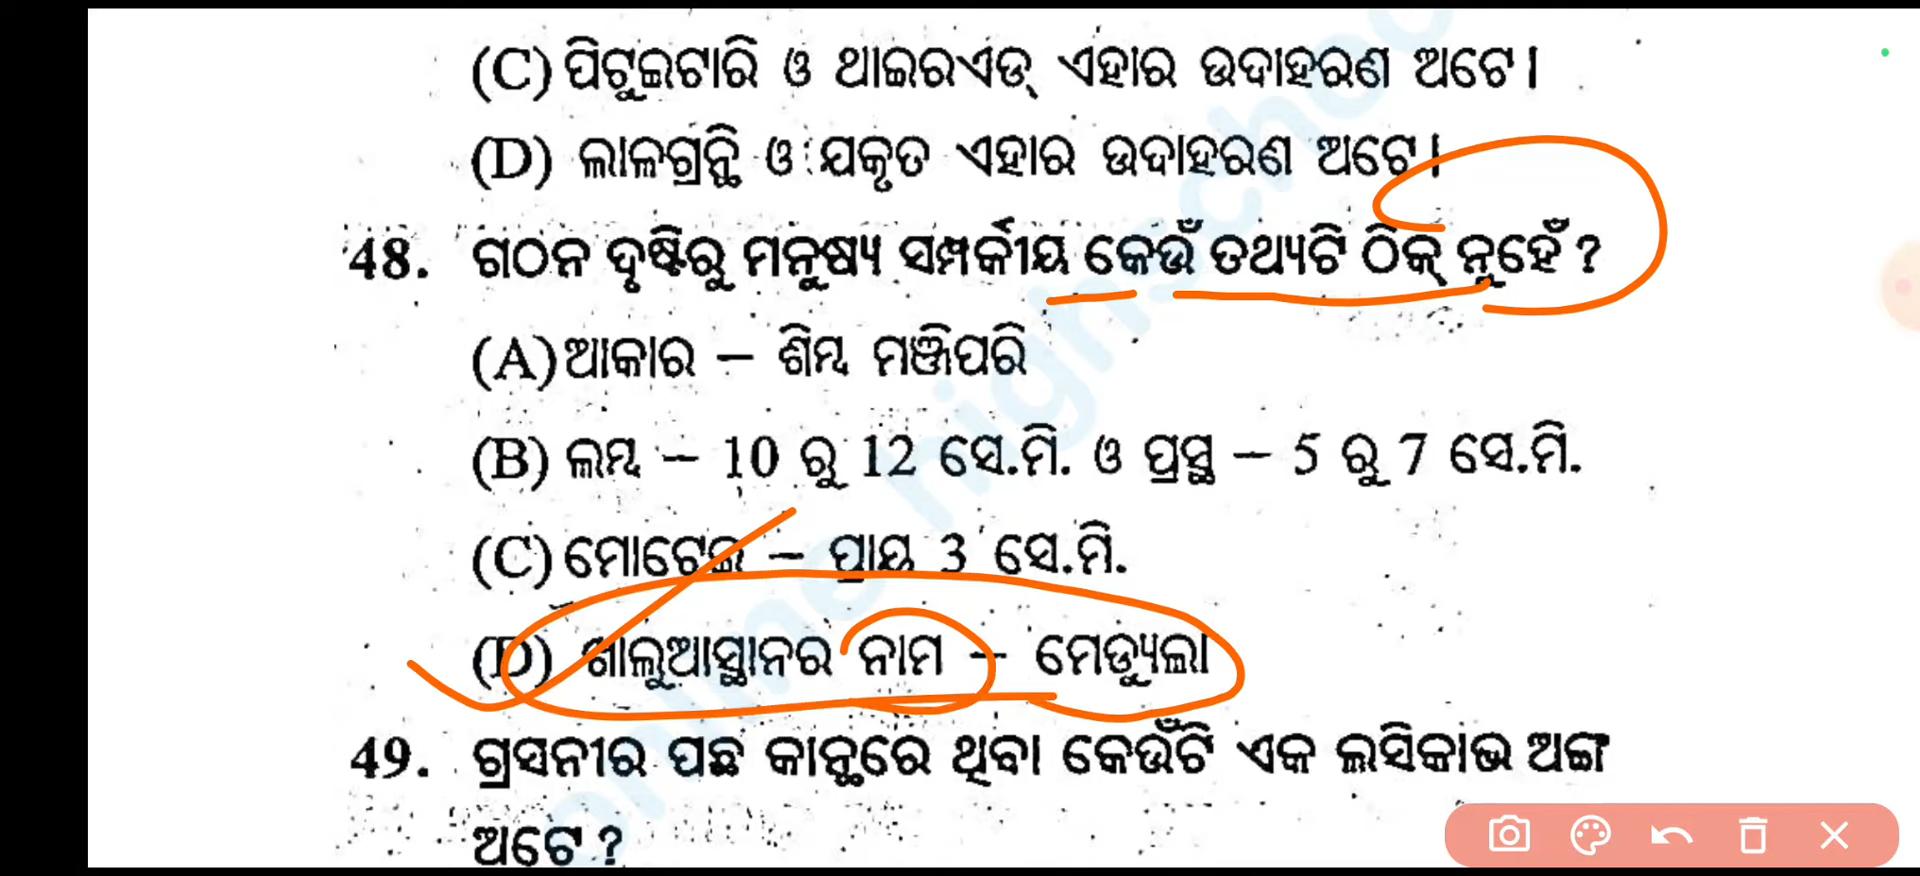 (C) ପିଟୁଇଟାରି ଓ ଥାଇରଏଡ୍ ଏହାର ଉଦାହରଣ ଅଟେ।
(D) ଲାଳଗ୍ରନ୍ଥି ଓ ଯକୃତ ଏହାର ଉଦାହରଣ ଅଟେ।
48. ଗଠନ ଦୃଷ୍ଟିରୁ ମନୁଷ୍ୟ ସମ୍ପର୍କୀୟ କେଉଁ ତଥ୍ୟଟି ଠିକ୍ ନୁହେଁ ?
(A) ଆକାର – ଶିମ୍ବ ମଞ୍ଜିପରି
(B) ଲମ୍ବ – 10 ରୁ 12 ସେ.ମି. ଓ ପ୍ରସ୍ଥ – 5 ରୁ 7 ସେ.ମି.
(C) ମୋଟେଇ – ପ୍ରାୟ 3 ସେ.ମି.
(D) ଖାଲୁଆସ୍ଥାନର ନାମ – ମେଡ୍ୟୁଲା
49. ଗ୍ରସନୀର ପଛ କାନ୍ଥରେ ଥିବା କେଉଁଟି ଏକ ଲସିକାଭ ଅଙ୍ଗ
ଅଟେ ?